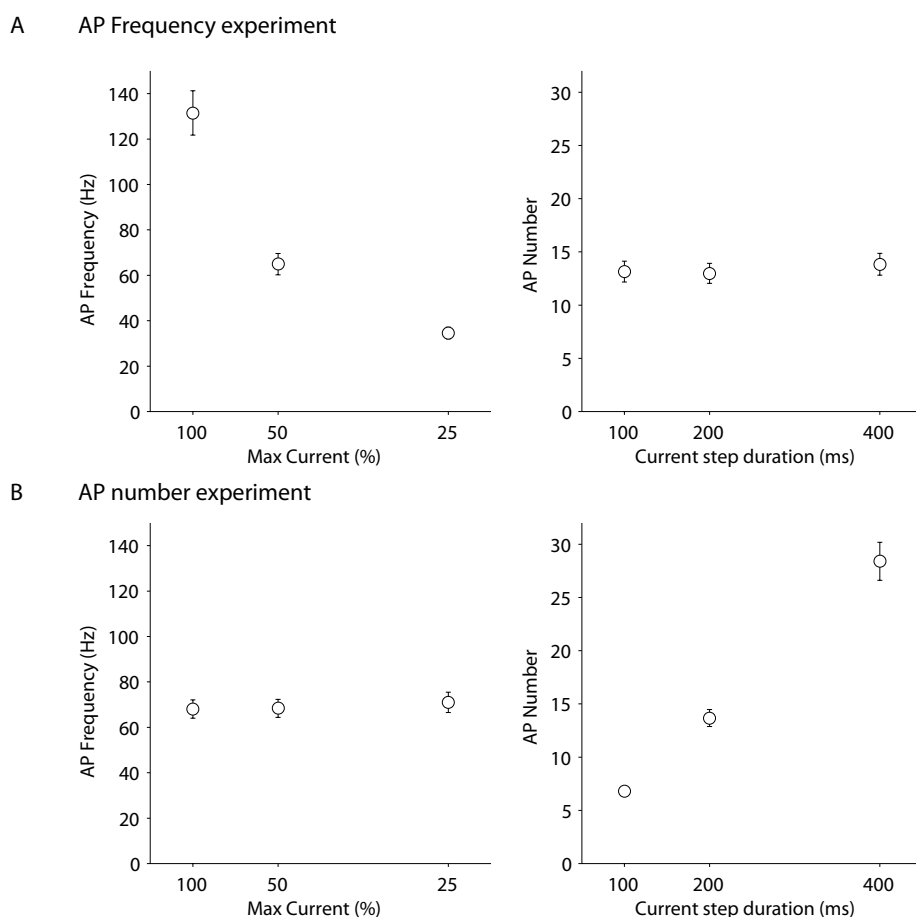 A AP Frequency experiment
AP Frequency (Hz)
140
120
100
80
60
40
20
0
100 50 25
Max Current (%)
AP Number
30
25
20
15
10
5
0
100 200 400
Current step duration (ms)
B AP number experiment
AP Frequency (Hz)
140
120
100
80
60
40
20
0
100 50 25
Max Current (%)
AP Number
30
25
20
15
10
5
0
100 200 400
Current step duration (ms)